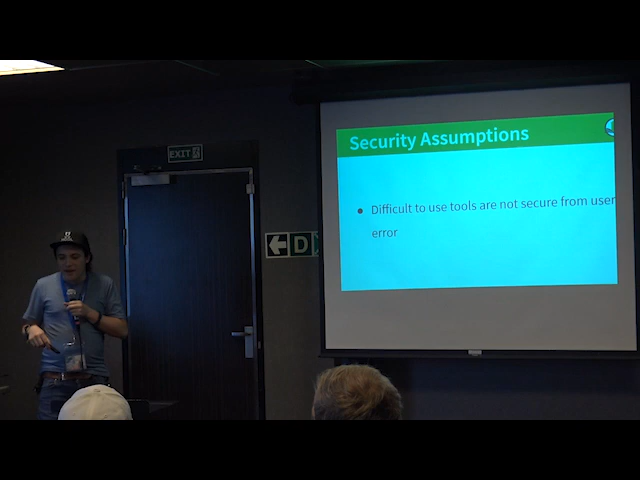 Security Assumptions
EXIT
● Difficult to use tools are not secure from user
error
D